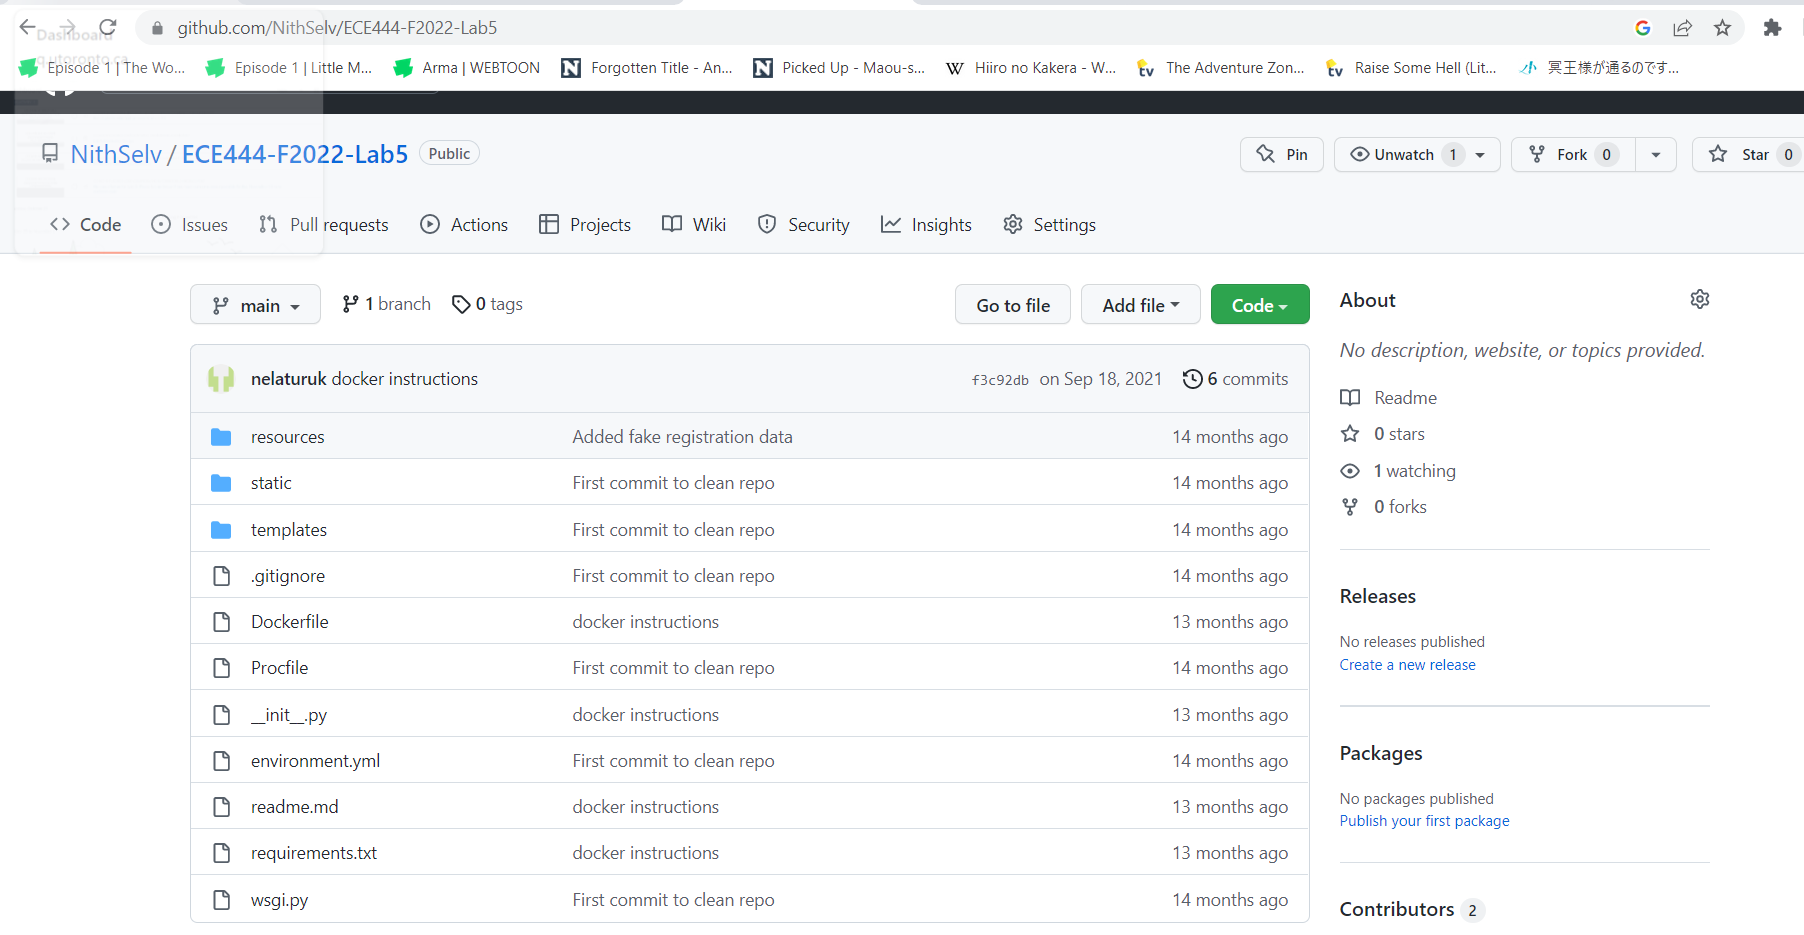 Dashboard
q.utoronto.ca
github.com/NithSelv/ECE444-F2022-Lab5
Episode 1 | The Wo... Episode 1 | Little M... Arma | WEBTOON Forgotten Title - An... Picked Up - Maou-s... Hiiro no Kakera - W... The Adventure Zon... Raise Some Hell (Lit... 冥王様が通るのです...
NithSelv / ECE444-F2022-Lab5 Public Pin Unwatch 1 Fork 0 Star 0
Code Issues Pull requests Actions Projects Wiki Security Insights Settings
main 1 branch 0 tags Go to file Add file Code
nelaturuk docker instructions f3c92db on Sep 18, 2021 6 commits
resources Added fake registration data 14 months ago
static First commit to clean repo 14 months ago
templates First commit to clean repo 14 months ago
.gitignore First commit to clean repo 14 months ago
Dockerfile docker instructions 13 months ago
Procfile First commit to clean repo 14 months ago
__init__.py docker instructions 13 months ago
environment.yml First commit to clean repo 14 months ago
readme.md docker instructions 13 months ago
requirements.txt docker instructions 13 months ago
wsgi.py First commit to clean repo 14 months ago
About
No description, website, or topics provided.
Readme
0 stars
1 watching
0 forks
Releases
No releases published
Create a new release
Packages
No packages published
Publish your first package
Contributors 2